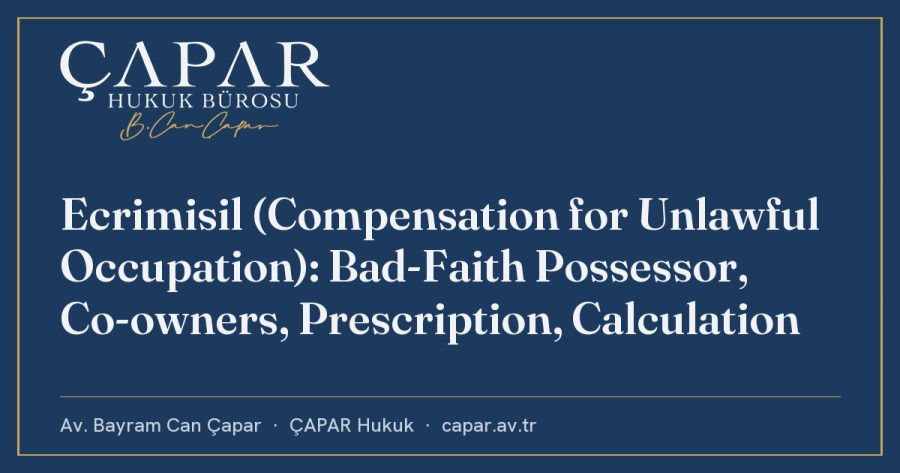 ÇAPAR
HUKUK BÜROSU
B.Can Çapar
Ecrimisil (Compensation for Unlawful
Occupation): Bad-Faith Possessor,
Co-owners, Prescription, Calculation
Av. Bayram Can Çapar · ÇAPAR Hukuk · capar.av.tr